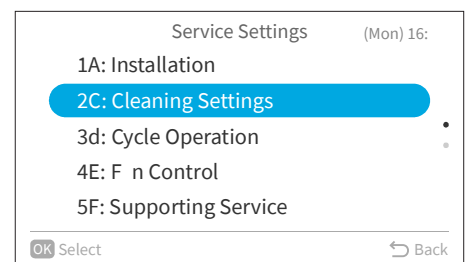 Service Settings (Mon) 16:
1A: Installation
2C: Cleaning Settings
3d: Cycle Operation
4E: F n Control
5F: Supporting Service
OK Select Back